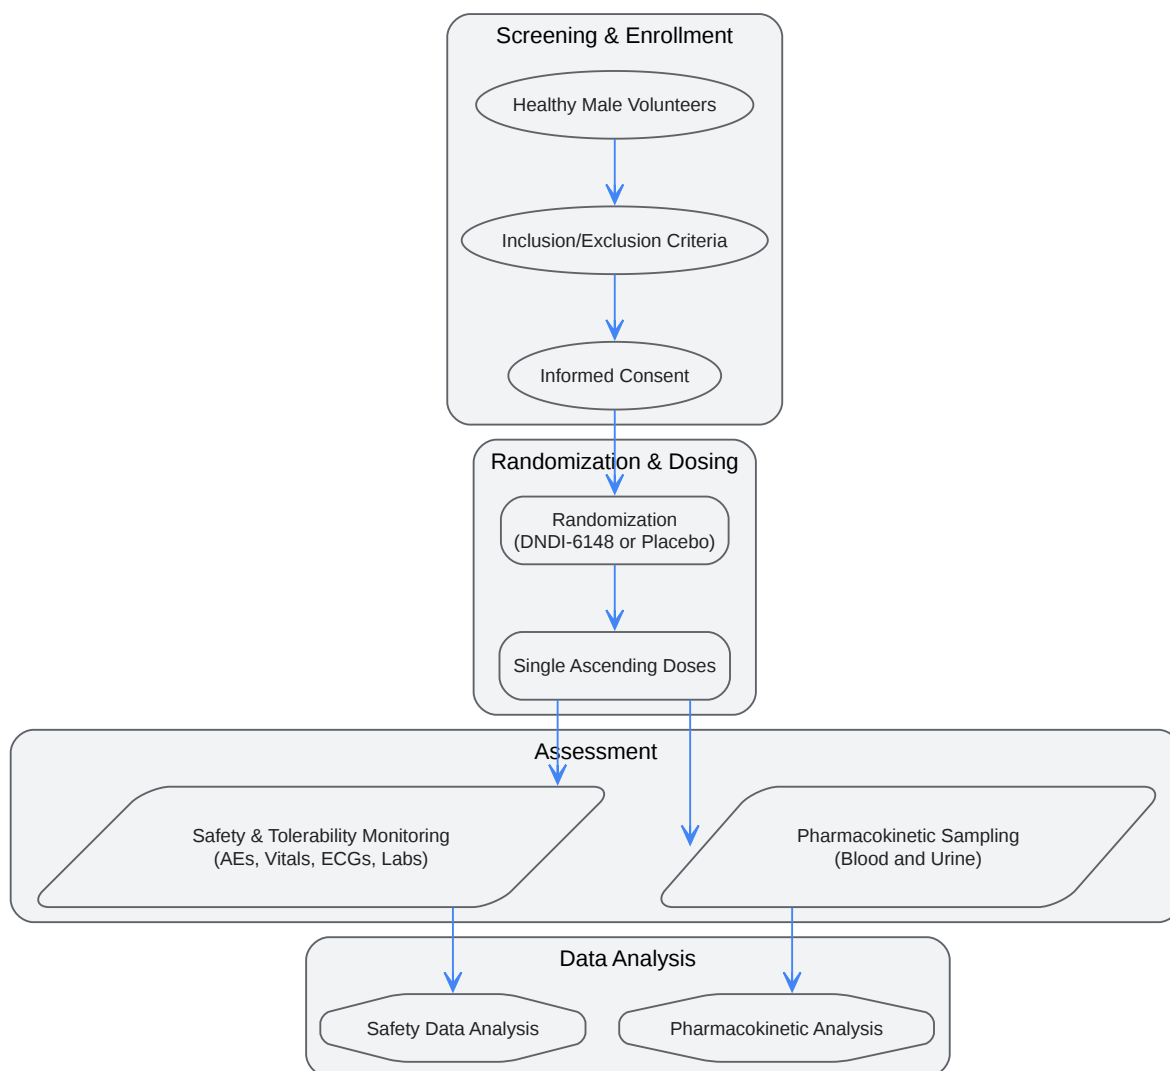 Screening & Enrollment
Healthy Male Volunteers
Inclusion/Exclusion Criteria
Informed Consent
Randomization & Dosing
Randomization
(DNDI-6148 or Placebo)
Single Ascending Doses
Assessment
Safety & Tolerability Monitoring
(AEs, Vitals, ECGs, Labs)
Pharmacokinetic Sampling
(Blood and Urine)
Data Analysis
Safety Data Analysis
Pharmacokinetic Analysis